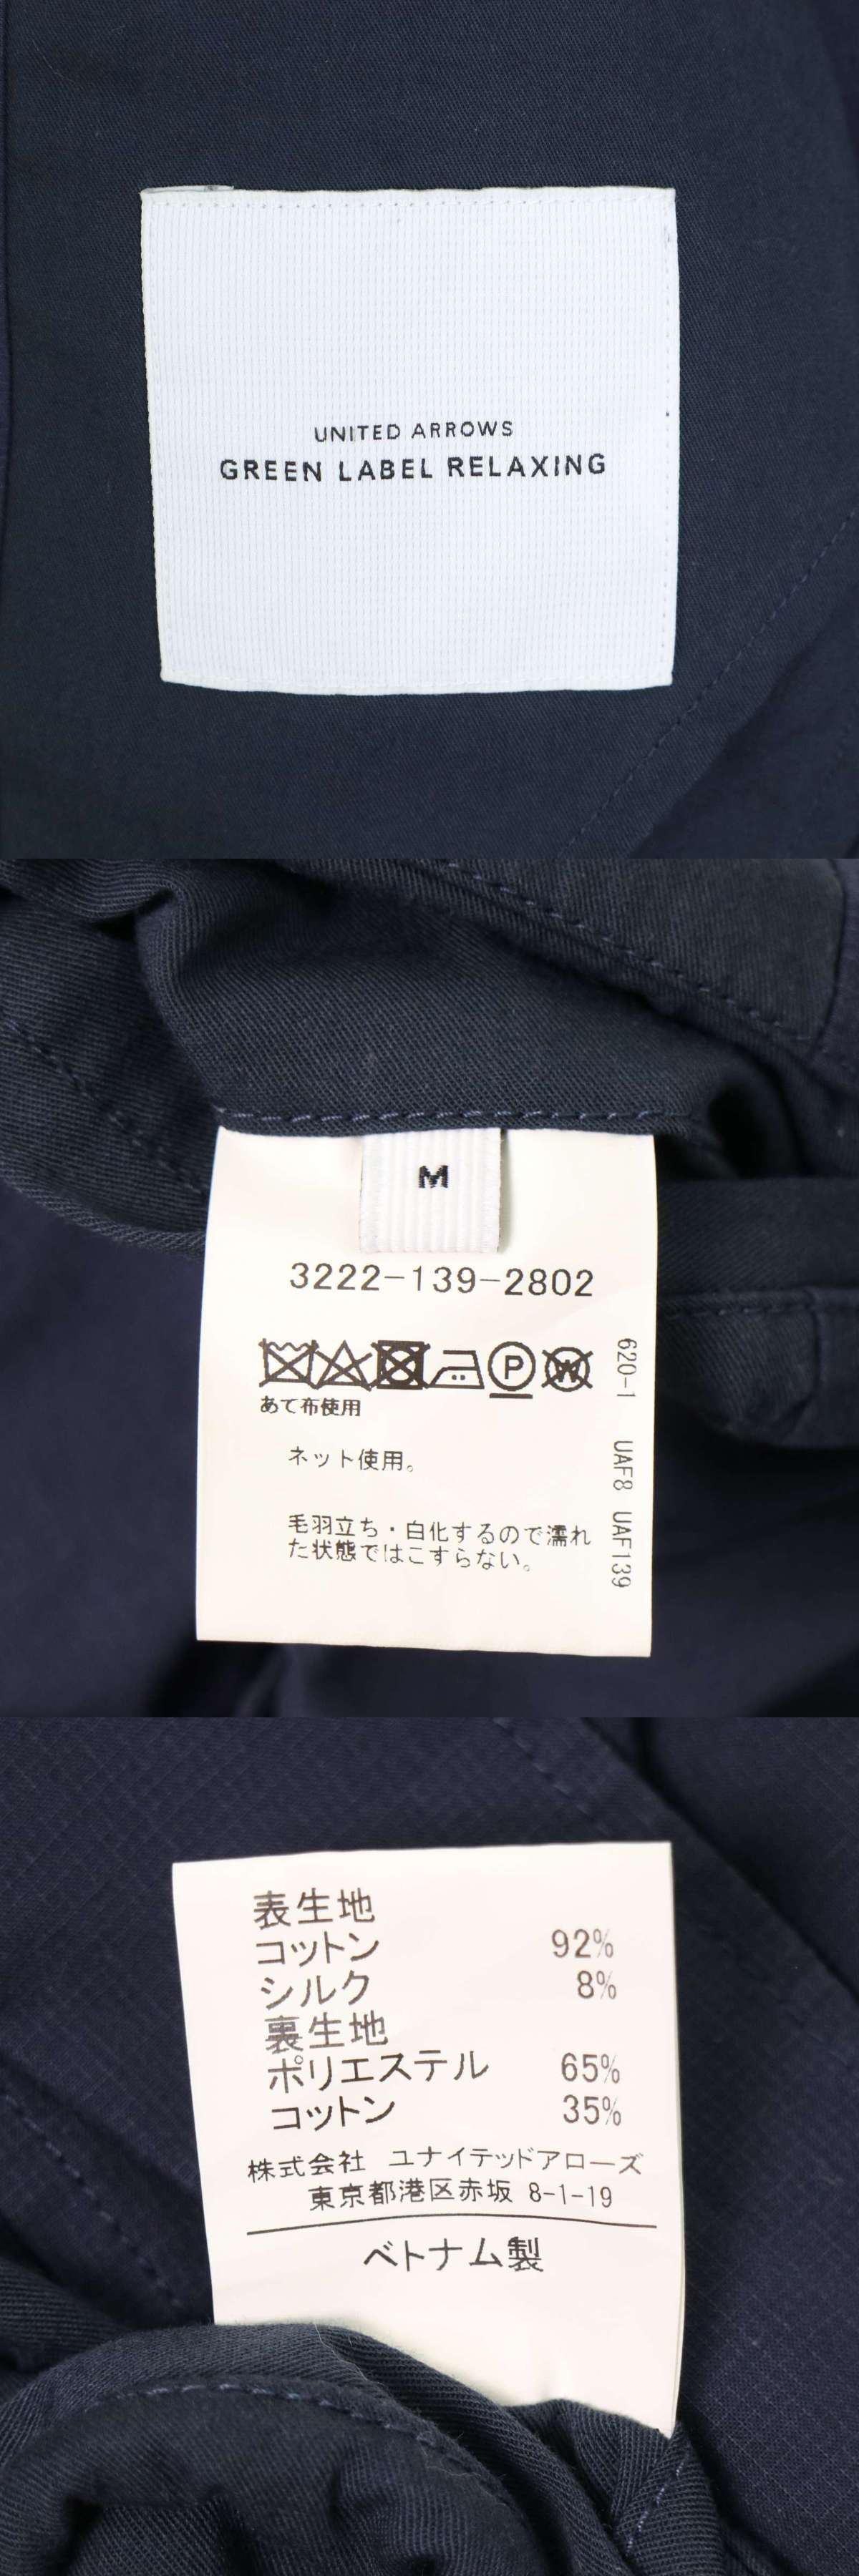 UNITED ARROWS
GREEN LABEL RELAXING
M
3222-139-2802
P
W
あて布使用
ネット使用。
毛羽立ち・白化するので濡れ
た状態ではこすらない。
620-1 UAF8 UAF139
表生地
コットン 92%
シルク 8%
裏生地
ポリエステル 65%
コットン 35%
株式会社 ユナイテッドアローズ
東京都港区赤坂 8-1-19
ベトナム製